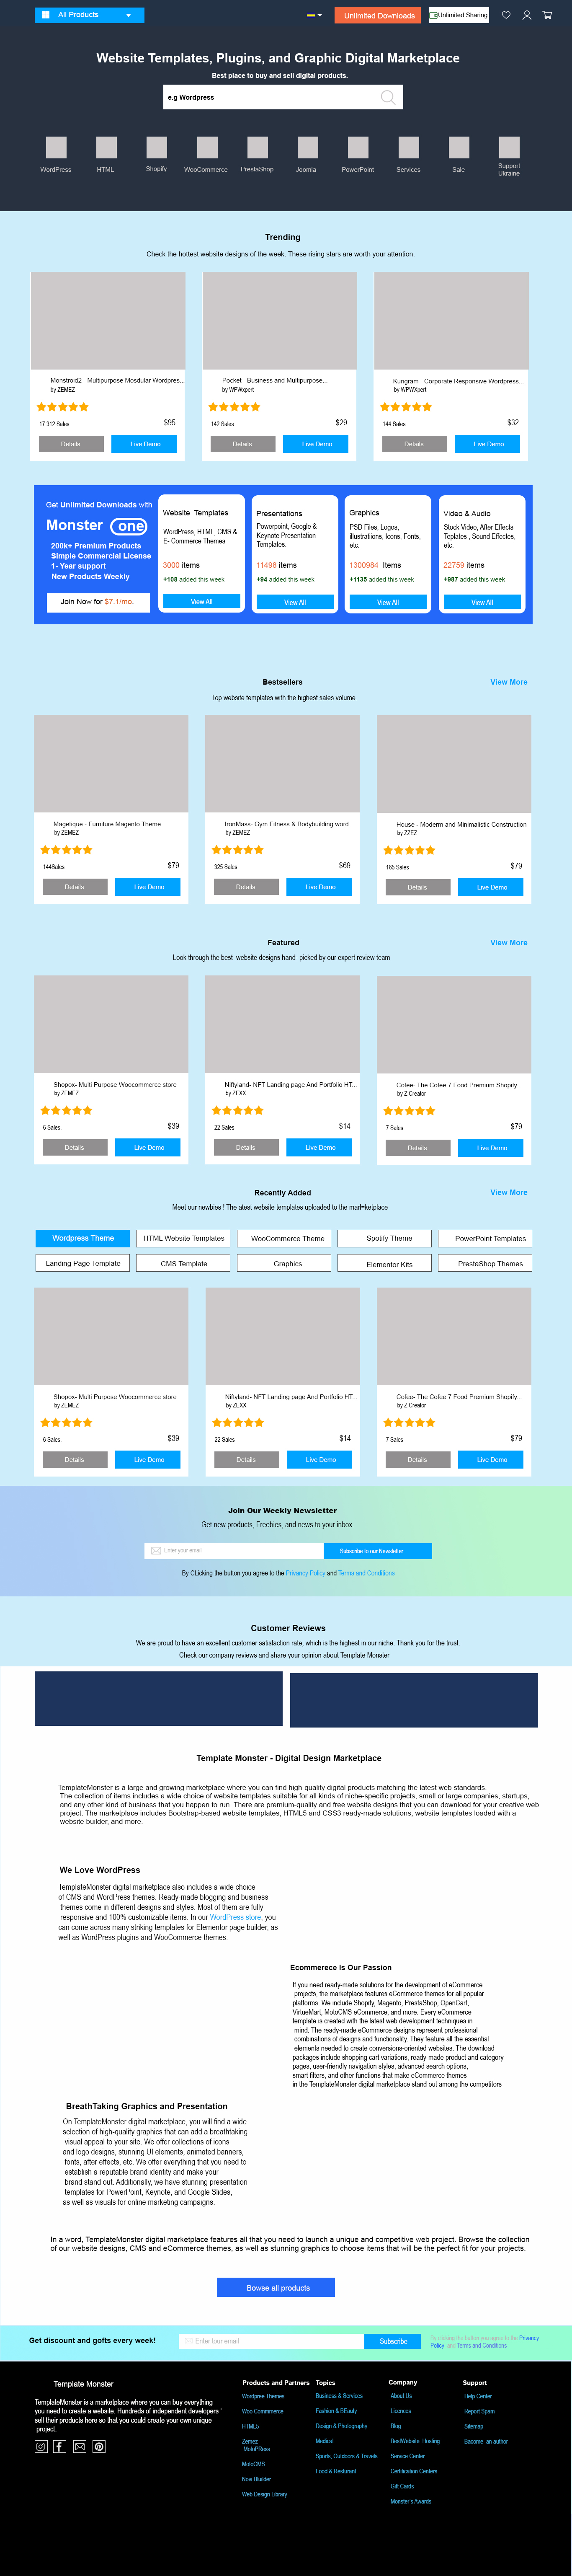 All Products
Unlimited Downloads
Unlimited Sharing
Website Templates, Plugins, and Graphic Digital Marketplace
Best place to buy and sell digital products.
e.g Wordpress
WordPress HTML Shopify WooCommerce PrestaShop Joomla PowerPoint Services Sale Support Ukraine
Trending
Check the hottest website designs of the week. These rising stars are worth your attention.
Monstroid2 - Multipurpose Mosdular Wordpres...
by ZEMEZ
17.312 Sales $95
Details Live Demo
Pocket - Business and Multipurpose...
by WPWxpert
142 Sales $29
Details Live Demo
Kungram - Corporate Responsive Wordpress...
by WPWXpert
144 Sales $32
Details Live Demo
Get Unlimited Downloads with
Monster one
200k+ Premium Products
Simple Commercial License
1- Year support
New Products Weekly
Join Now for $7.1/mo.
Website Templates
WordPress, HTML, CMS &
E- Commerce Themes
3000 items
+108 added this week
View All
Presentations
Powerpoint, Google &
Keynote Presentation
Templates.
11498 items
+94 added this week
View All
Graphics
PSD Files, Logos,
illustratiions, Icons, Fonts,
etc.
1300984 Items
+1135 added this week
View All
Video & Audio
Stock Video, After Effects
Teplates , Sound Effectes,
etc.
22759 items
+987 added this week
View All
Bestsellers
View More
Top website templates with the highest sales volume.
Magetique - Furniture Magento Theme
by ZEMEZ
144Sales $79
Details Live Demo
IronMass- Gym Fitness & Bodybuilding word..
by ZEMEZ
325 Sales $69
Details Live Demo
House - Moderm and Minimalistic Construction
by ZZEZ
165 Sales $79
Details Live Demo
Featured
View More
Look through the best website designs hand- picked by our expert review team
Shopox- Multi Purpose Woocommerce store
by ZEMEZ
6 Sales. $39
Details Live Demo
Niftyland- NFT Landing page And Portfolio HT...
by ZEXX
22 Sales $14
Details Live Demo
Cofee- The Cofee 7 Food Premium Shopify...
by Z Creator
7 Sales $79
Details Live Demo
Recently Added
View More
Meet our newbies ! The atest website templates uploaded to the marl=ketplace
Wordpress Theme HTML Website Templates WooCommerce Theme Spotify Theme PowerPoint Templates
Landing Page Template CMS Template Graphics Elementor Kits PrestaShop Themes
Shopox- Multi Purpose Woocommerce store
by ZEMEZ
6 Sales. $39
Details Live Demo
Niftyland- NFT Landing page And Portfolio HT...
by ZEXX
22 Sales $14
Details Live Demo
Cofee- The Cofee 7 Food Premium Shopify...
by Z Creator
7 Sales $79
Details Live Demo
Join Our Weekly Newsletter
Get new products, Freebies, and news to your inbox.
Enter your email
Subscribe to our Newsletter
By CLicking the button you agree to the Privancy Policy and Terms and Conditions
Customer Reviews
We are proud to have an excellent customer satisfaction rate, which is the highest in our niche. Thank you for the trust.
Check our company reviews and share your opinion about Template Monster
Template Monster - Digital Design Marketplace
TemplateMonster is a large and growing marketplace where you can find high-quality digital products matching the latest web standards.
The collection of items includes a wide choice of website templates suitable for all kinds of niche-specific projects, small or large companies, startups,
and any other kind of business that you happen to run. There are premium-quality and free website designs that you can download for your creative web
project. The marketplace includes Bootstrap-based website templates, HTML5 and CSS3 ready-made solutions, website templates loaded with a
website builder, and more.
We Love WordPress
TemplateMonster digital marketplace also includes a wide choice
of CMS and WordPress themes. Ready-made blogging and business
themes come in different designs and styles. Most of them are fully
responsive and 100% customizable items. In our WordPress store, you
can come across many striking templates for Elementor page builder, as
well as WordPress plugins and WooCommerce themes.
Ecommerece Is Our Passion
If you need ready-made solutions for the development of eCommerce
projects, the marketplace features eCommerce themes for all popular
platforms. We include Shopify, Magento, PrestaShop, OpenCart,
VirtueMart, MotoCMS eCommerce, and more. Every eCommerce
template is created with the latest web development techniques in
mind. The ready-made eCommerce designs represent professional
combinations of designs and functionality. They feature all the essential
elements needed to create conversions-oriented websites. The download
packages include shopping cart variations, ready-made product and category
pages, user-friendly navigation styles, advanced search options,
smart filters, and other functions that make eCommerce themes
in the TemplateMonster digital marketplace stand out among the competitors
BreathTaking Graphics and Presentation
On TemplateMonster digital marketplace, you will find a wide
selection of high-quality graphics that can add a breathtaking
visual appeal to your site. We offer collections of icons
and logo designs, stunning UI elements, animated banners,
fonts, after effects, etc. We offer everything that you need to
establish a reputable brand identity and make your
brand stand out. Additionally, we have stunning presentation
templates for PowerPoint, Keynote, and Google Slides,
as well as visuals for online marketing campaigns.
In a word, TemplateMonster digital marketplace features all that you need to launch a unique and competitive web project. Browse the collection
of our website designs, CMS and eCommerce themes, as well as stunning graphics to choose items that will be the perfect fit for your projects.
Bowse all products
Get discount and gofts every week!
Enter tour email
Subscribe
By clicking the button you agree to the Privancy
Policy and Terms and Conditions
Template Monster
TemplateMonster is a marketplace where you can buy everything
you need to create a website. Hundreds of independent developers '
sell their products here so that you could create your own unique
project.
Products and Partners
Wordpree Themes
Woo Commmerce
HTML5
Zemez
MotoPRess
MotoCMS
Novi Bluilder
Web Design Library
Topics
Business & Services
Fashion & BEauty
Design & Photography
Medical
Sports, Outdoors & Travels
Food & Resturant
Company
About Us
Licences
Blog
BestWebsite Hosting
Service Center
Certification Centers
Gift Cards
Monster's Awards
Support
Help Center
Report Spam
Sitemap
Bacome an author